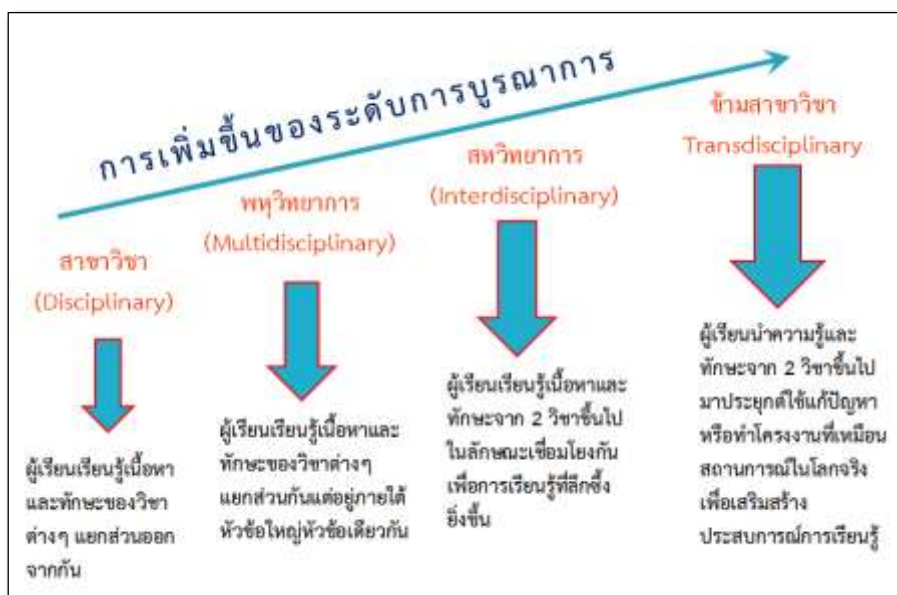 การเพิ่มขึ้นของระดับการบูรณาการ
สาขาวิชา
(Disciplinary)
ผู้เรียนเรียนรู้เนื้อหา
และทักษะของวิชา
ต่างๆ แยกส่วนออก
จากกัน
พหุวิทยาการ
(Multidisciplinary)
ผู้เรียนเรียนรู้เนื้อหาและ
ทักษะของวิชาต่างๆ
แยกส่วนกันแต่อยู่ภายใต้
หัวข้อใหญ่หัวข้อเดียวกัน
สหวิทยาการ
(Interdisciplinary)
ผู้เรียนเรียนรู้เนื้อหาและ
ทักษะจาก 2 วิชาขึ้นไป
ในลักษณะเชื่อมโยงกัน
เพื่อการเรียนรู้ที่ลึกซึ้ง
ยิ่งขึ้น
ข้ามสาขาวิชา
Transdisciplinary
ผู้เรียนนำความรู้และ
ทักษะจาก 2 วิชาขึ้นไป
มาประยุกต์ใช้แก้ปัญหา
หรือทำโครงงานที่เหมือน
สถานการณ์ในโลกจริง
เพื่อเสริมสร้าง
ประสบการณ์การเรียนรู้